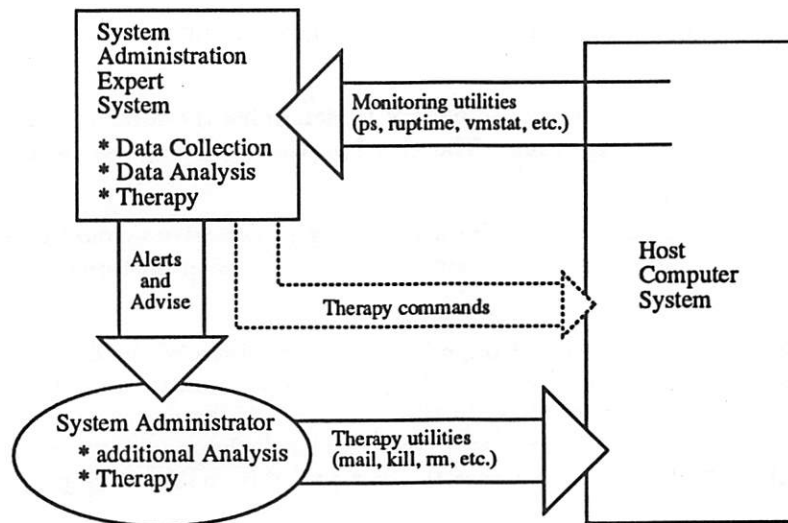 System
Administration
Expert
System
* Data Collection
* Data Analysis
* Therapy
Monitoring utilities
(ps, ruptime, vmstat, etc.)
Alerts
and
Advise
Therapy commands
Host
Computer
System
System Administrator
* additional Analysis
* Therapy
Therapy utilities
(mail, kill, rm, etc.)